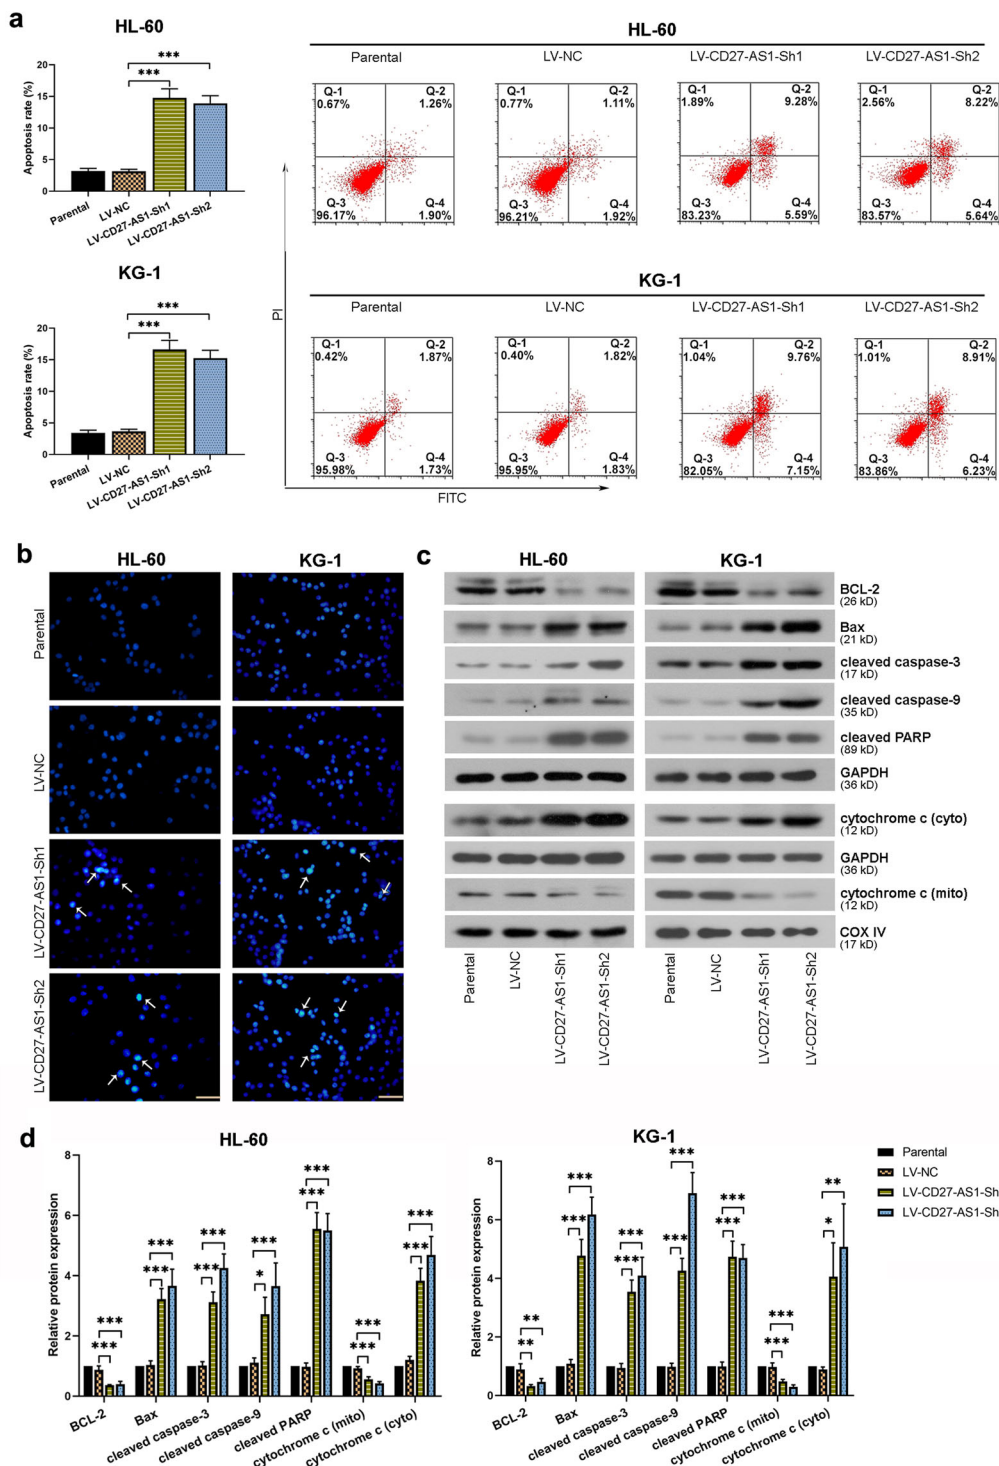 a
HL-60
***
***
Apoptosis rate (%)
20
15
10
5
0
Parental
LV-NC
LV-CD27-AS1-Sh1
LV-CD27-AS1-Sh2
KG-1
***
***
Apoptosis rate (%)
20
15
10
5
0
Parental
LV-NC
LV-CD27-AS1-Sh1
LV-CD27-AS1-Sh2
HL-60
Parental LV-NC LV-CD27-AS1-Sh1 LV-CD27-AS1-Sh2
Q-1 Q-2 Q-1 Q-2 Q-1 Q-2 Q-1 Q-2
0.67% 1.26% 0.77% 1.11% 1.89% 9.28% 2.56% 8.22%
Q-3 Q-4 Q-3 Q-4 Q-3 Q-4 Q-3 Q-4
96.17% 1.90% 96.21% 1.92% 83.23% 5.59% 83.57% 5.64%
KG-1
Parental LV-NC LV-CD27-AS1-Sh1 LV-CD27-AS1-Sh2
Q-1 Q-2 Q-1 Q-2 Q-1 Q-2 Q-1 Q-2
0.42% 1.87% 0.40% 1.82% 1.04% 9.76% 1.01% 8.91%
Q-3 Q-4 Q-3 Q-4 Q-3 Q-4 Q-3 Q-4
95.98% 1.73% 95.95% 1.83% 82.05% 7.15% 83.86% 6.23%
PI
FITC
b
HL-60 KG-1
Parental
LV-NC
LV-CD27-AS1-Sh1
LV-CD27-AS1-Sh2
c
HL-60 KG-1
BCL-2
(26 kD)
Bax
(21 kD)
cleaved caspase-3
(17 kD)
cleaved caspase-9
(35 kD)
cleaved PARP
(89 kD)
GAPDH
(36 kD)
cytochrome c (cyto)
(12 kD)
GAPDH
(36 kD)
cytochrome c (mito)
(12 kD)
COX IV
(17 kD)
Parental
LV-NC
LV-CD27-AS1-Sh1
LV-CD27-AS1-Sh2
Parental
LV-NC
LV-CD27-AS1-Sh1
LV-CD27-AS1-Sh2
d
HL-60
Relative protein expression
8
6
4
2
0
***
***
***
***
***
***
***
*
***
***
***
***
***
***
BCL-2
Bax
cleaved caspase-3
cleaved caspase-9
cleaved PARP
cytochrome c (mito)
cytochrome c (cyto)
KG-1
Relative protein expression
8
6
4
2
0
**
**
***
***
***
***
***
***
***
***
***
***
**
*
BCL-2
Bax
cleaved caspase-3
cleaved caspase-9
cleaved PARP
cytochrome c (mito)
cytochrome c (cyto)
Parental
LV-NC
LV-CD27-AS1-Sh
LV-CD27-AS1-Sh